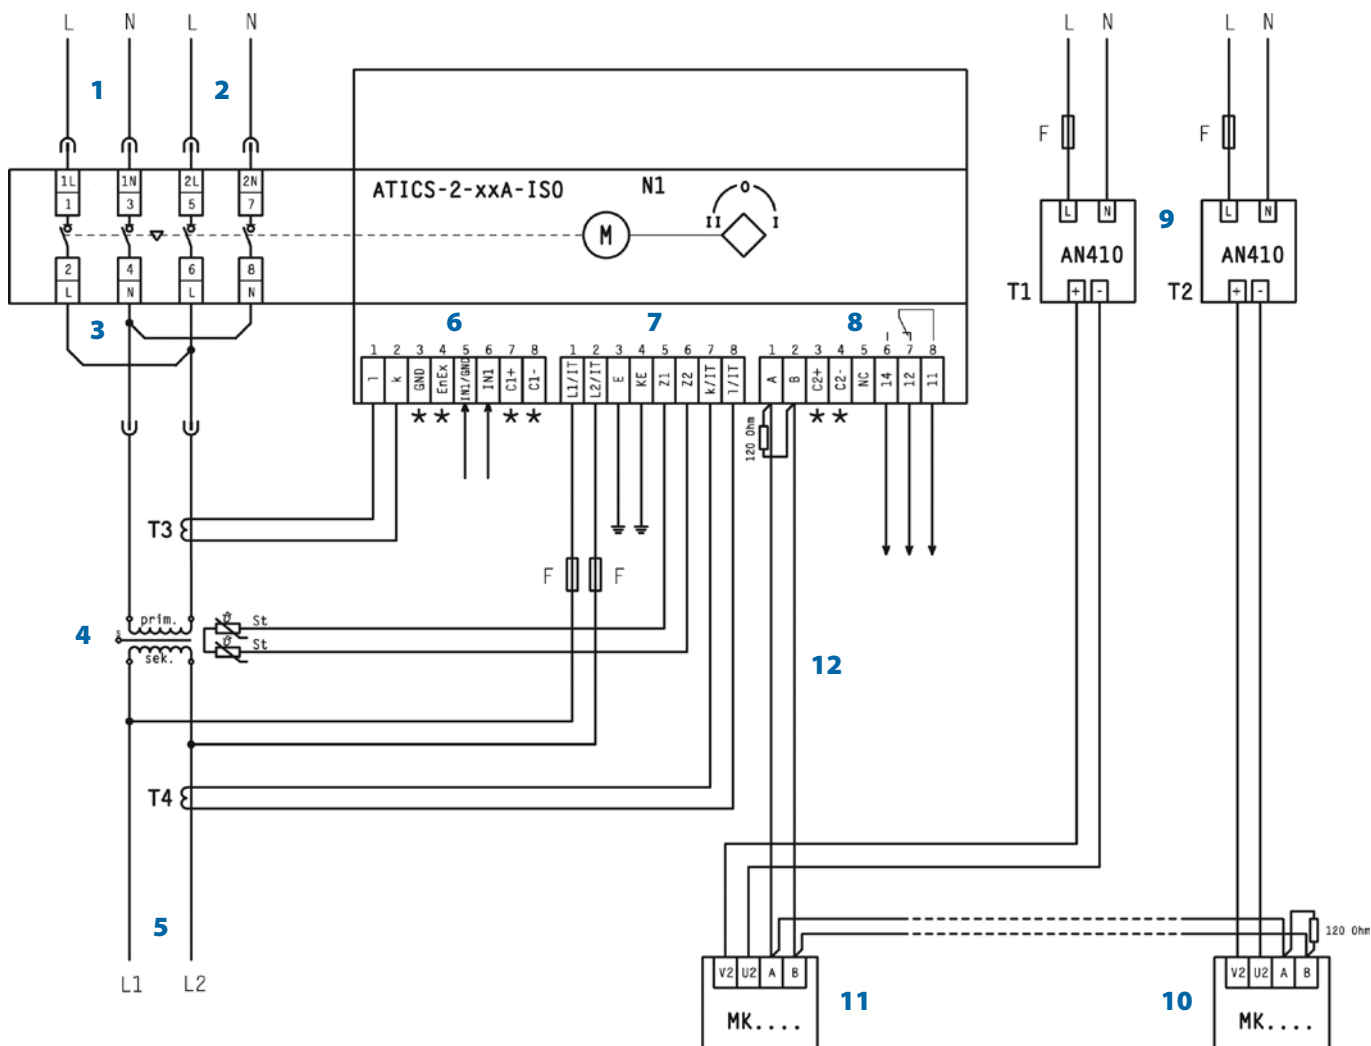 L N L N L N L N
1 2
F F
1L 1N 2L 2N
1 3 5 7
ATICS-2-xxA-ISO N1
II 0 I
M
L N L N
9
AN410 AN410
2 4 6 8
L N L N
T1 + - T2 + -
3 6 7 8
1 2 3 4 5 6 7 8 1 2 3 4 5 6 7 8 1 2 3 4 5 6 7 8
l k GND EnEx IN1/GND IN1 C1+ C1- L1/IT L2/IT E KE Z1 Z2 k/IT l/IT A B C2+ C2- NC 14 12 11
* * * * * *
120 Ohm
T3
F F
prim. St
4 s
sek. St
12
T4
5
120 Ohm
L1 L2
V2 U2 A B V2 U2 A B
11 10
MK.... MK....